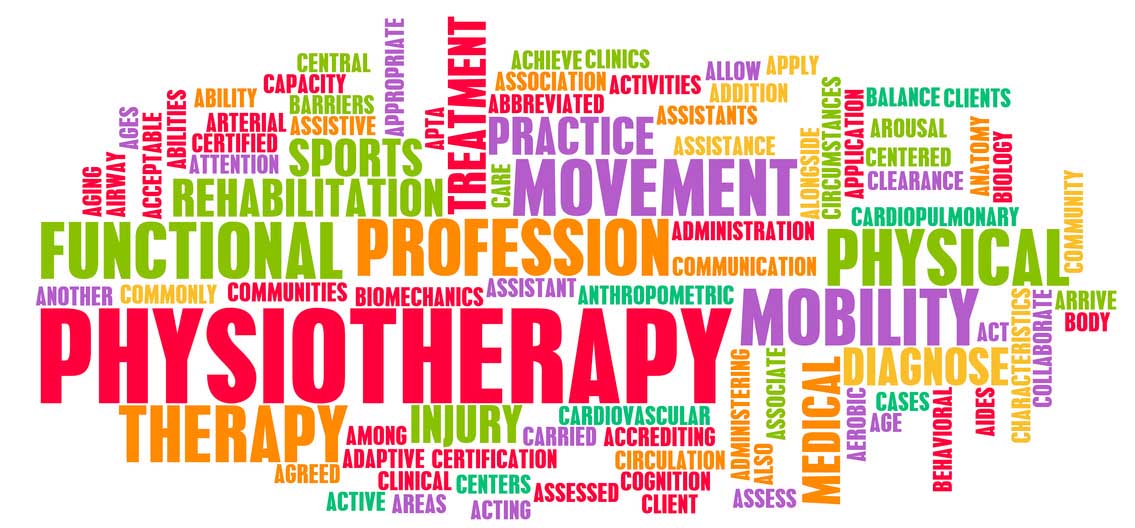 CENTRAL
APPROPRIATE
TREATMENT
ACHIEVE CLINICS
ASSOCIATION
ACTIVITIES
ALLOW
APPLY
CAPACITY
ABILITY
BARRIERS
ABBREVIATED
ADDITION
ASSISTANTS
CIRCUMSTANCES
APPLICATION
BALANCE CLIENTS
AGES
ACCEPTABLE
ABILITIES
ARTERIAL
ASSISTIVE
APTA
PRACTICE
ASSISTANCE
ALONGSIDE
AROUSAL
ANATOMY
BIOLOGY
CERTIFIED
ATTENTION
SPORTS
CENTERED
AGING
AIRWAY
REHABILITATION
CARE
MOVEMENT
CLEARANCE
COMMUNITY
CARDIOPULMONARY
FUNCTIONAL
PROFESSION
ADMINISTRATION
COMMUNICATION
PHYSICAL
ANOTHER
COMMONLY
COMMUNITIES
BIOMECHANICS
ASSISTANT
ANTHROPOMETRIC
MOBILITY
ACT
CHARACTERISTICS
COLLABORATE
ARRIVE
BODY
PHYSIOTHERAPY
DIAGNOSE
ADMINISTERING
ASSOCIATE
MEDICAL
AEROBIC
CASES
AGE
BEHAVIORAL
AIDES
THERAPY
AMONG
INJURY
CARDIOVASCULAR
CARRIED
ACCREDITING
ALSO
AGREED
ADAPTIVE
CERTIFICATION
CIRCULATION
CLINICAL
CENTERS
ASSESSED
COGNITION
ACTIVE
AREAS
ACTING
CLIENT
ASSESS